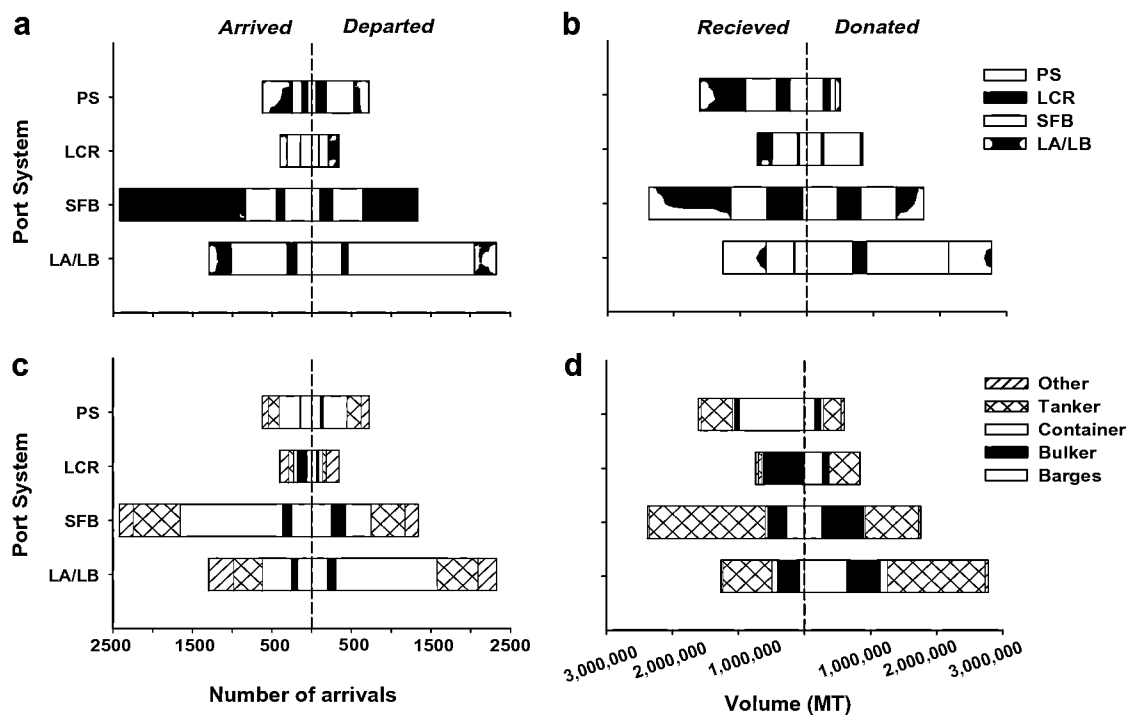 a
Arrived
Departed
b
Recieved
Donated
PS
LCR
SFB
LA/LB
Port System
PS
LCR
SFB
LA/LB
c
d
Other
Tanker
Container
Bulker
Barges
Port System
PS
LCR
SFB
LA/LB
2500
1500
500
500
1500
2500
3,000,000
2,000,000
1,000,000
1,000,000
2,000,000
3,000,000
Number of arrivals
Volume (MT)